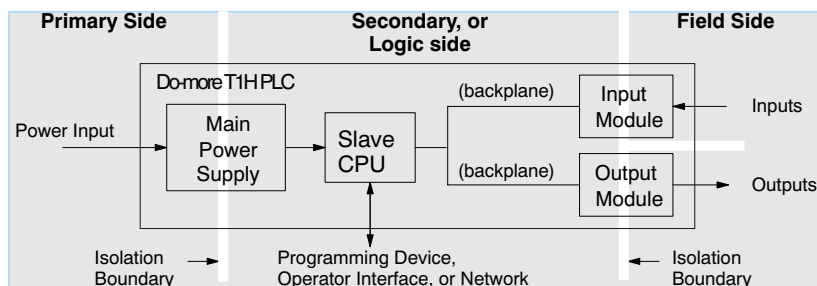 Primary Side
Secondary, or
Logic side
Field Side
Do-more T1H PLC
Power Input
Main
Power
Supply
Slave
CPU
(backplane)
(backplane)
Input
Module
Output
Module
Inputs
Outputs
Isolation
Boundary
Programming Device,
Operator Interface, or Network
Isolation
Boundary